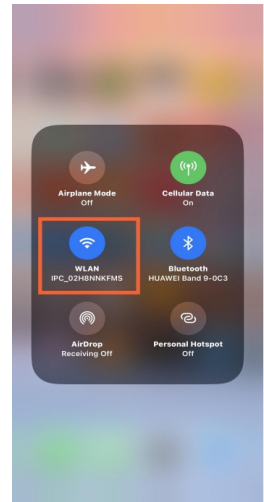 Airplane Mode
Off
Cellular Data
On
WLAN
IPC_02H8NNKFMS
Bluetooth
HUAWEI Band 9-0C3
AirDrop
Receiving Off
Personal Hotspot
Off